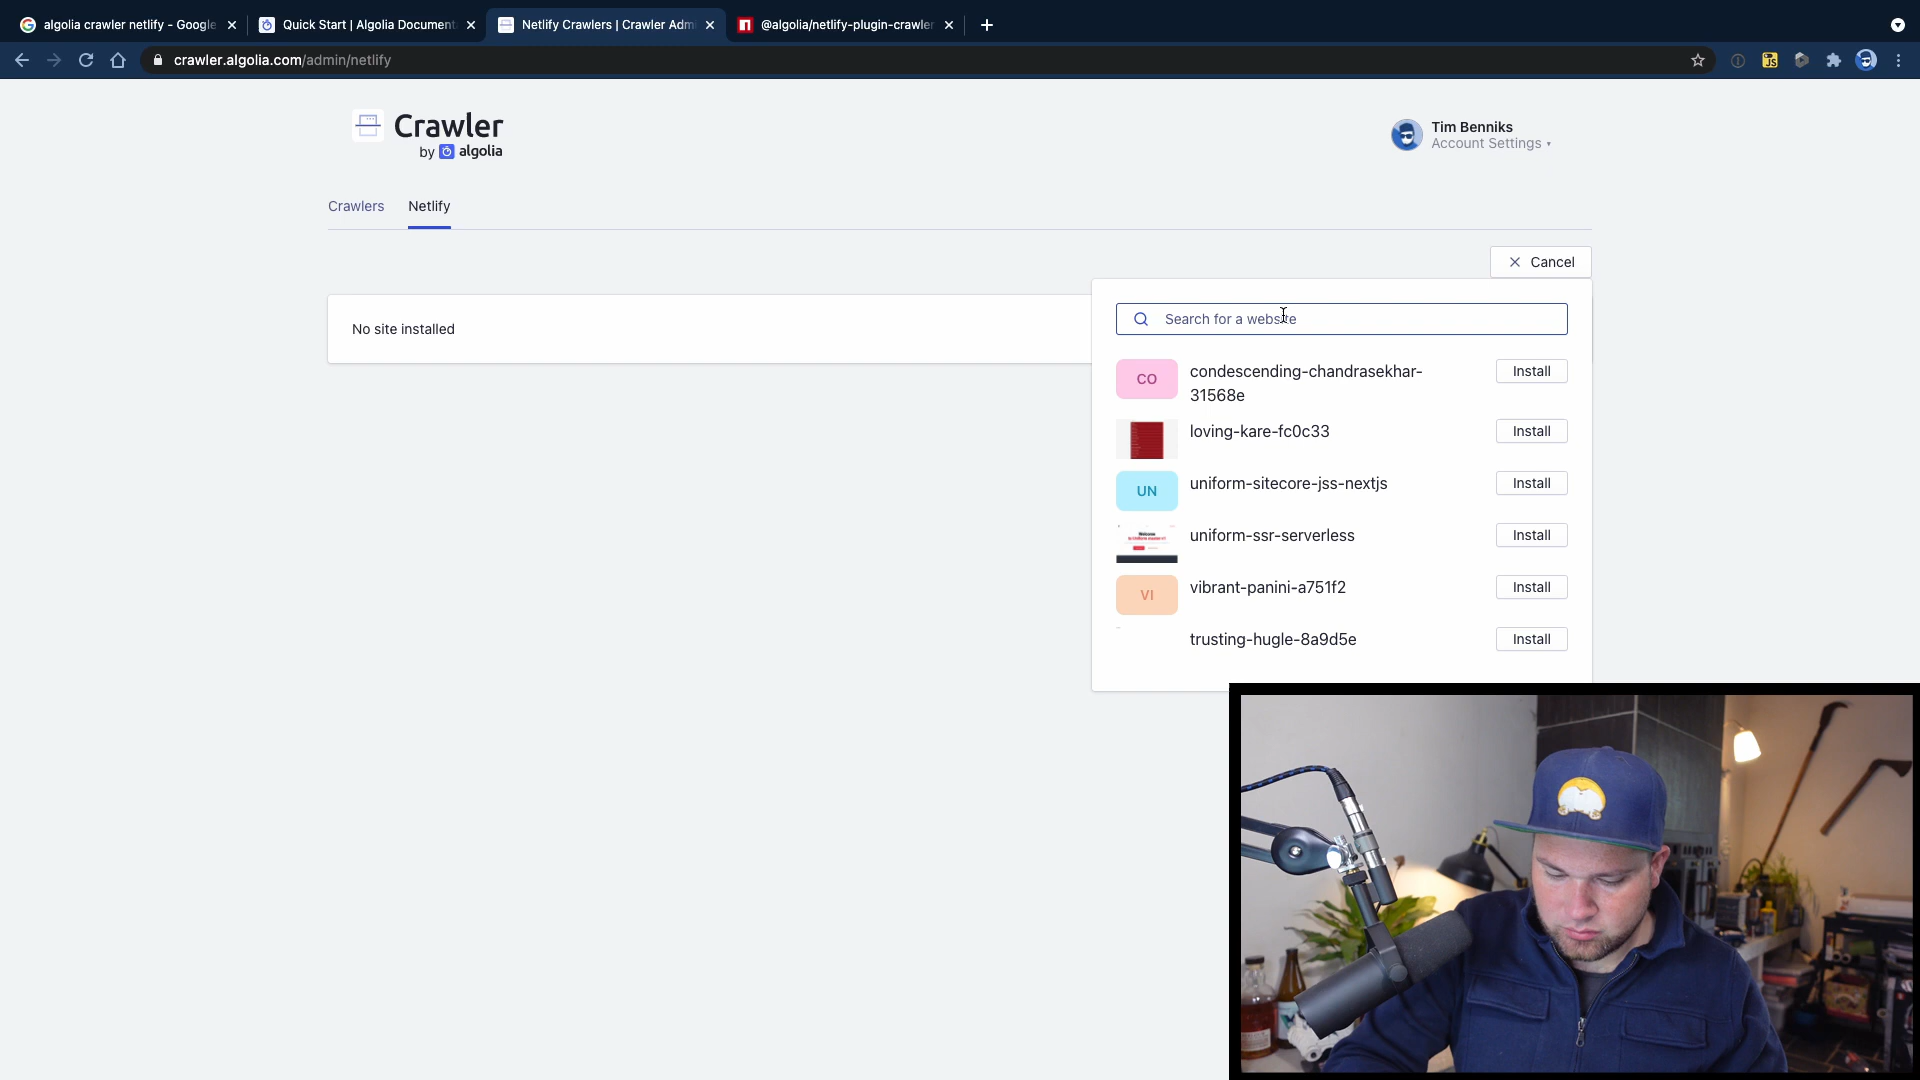 algolia crawler netlify - Google
Quick Start | Algolia Document
Netlify Crawlers | Crawler Adm
@algolia/netlify-plugin-crawler
crawler.algolia.com/admin/netlify
JS
Crawler
by algolia
Tim Benniks
Account Settings
Crawlers
Netlify
Cancel
No site installed
Search for a website
CO
condescending-chandrasekhar-
31568e
Install
loving-kare-fc0c33
Install
UN
uniform-sitecore-jss-nextjs
Install
uniform-ssr-serverless
Install
VI
vibrant-panini-a751f2
Install
trusting-hugle-8a9d5e
Install